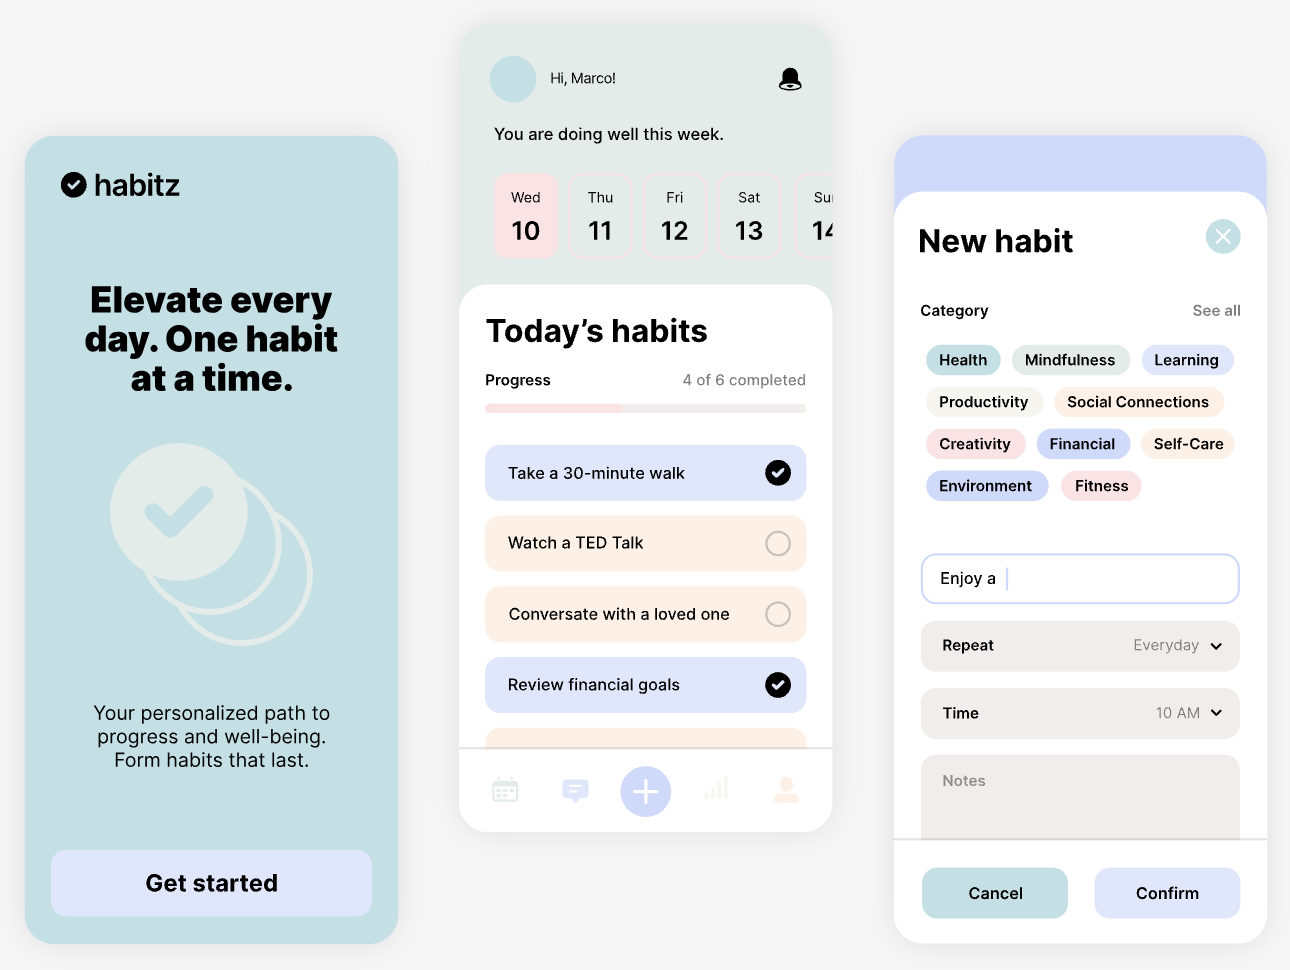 habitz
Elevate every
day. One habit
at a time.
Your personalized path to
progress and well-being.
Form habits that last.
Get started
Hi, Marco!
You are doing well this week.
Wed Thu Fri Sat Sun
10 11 12 13 14
Today’s habits
Progress 4 of 6 completed
Take a 30-minute walk
Watch a TED Talk
Conversate with a loved one
Review financial goals
New habit
Category See all
Health Mindfulness Learning
Productivity Social Connections
Creativity Financial Self-Care
Environment Fitness
Enjoy a
Repeat Everyday
Time 10 AM
Notes
Cancel Confirm